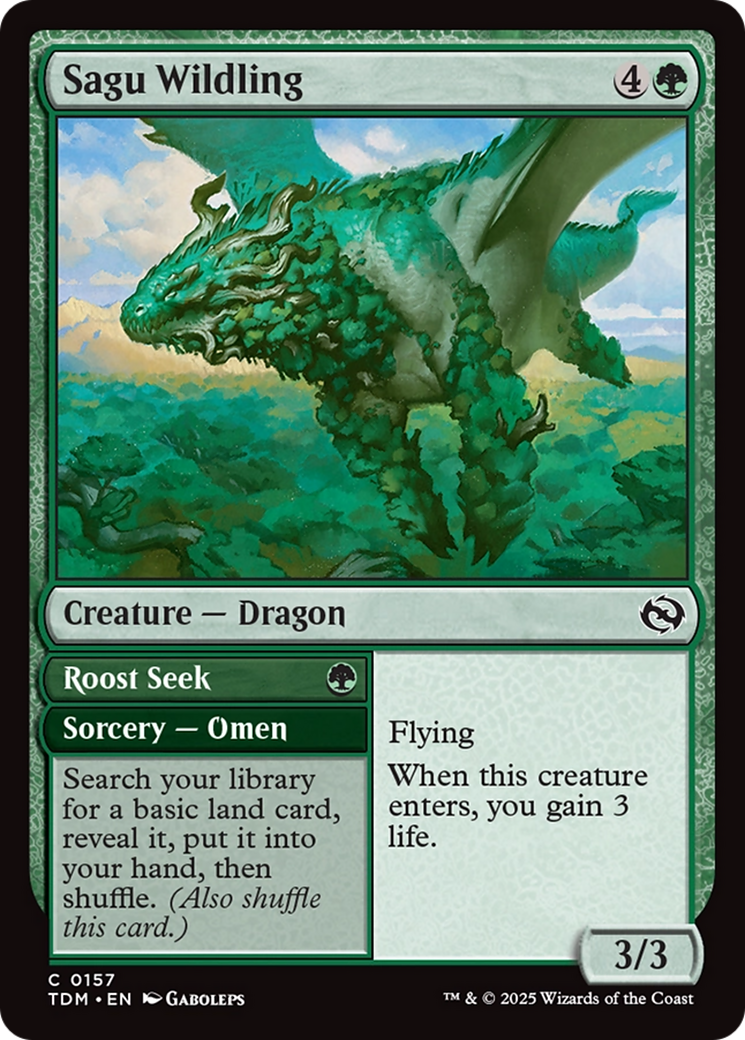 Sagu Wildling 4
Creature — Dragon
Roost Seek
Sorcery — Omen
Search your library
for a basic land card,
reveal it, put it into
your hand, then
shuffle. (Also shuffle
this card.)
Flying
When this creature
enters, you gain 3
life.
3/3
C 0157
TDM • EN Gaboleps
™ & © 2025 Wizards of the Coast